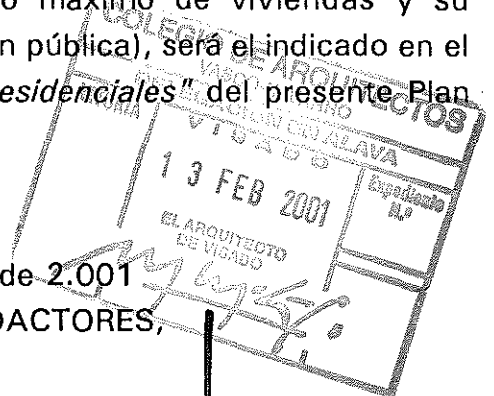 o máximo de viviendas y su
n pública), será el indicado en el
esidenciales" del presente Plan
COLEGIO DE ARQUITECTOS
VASCO NAVARRO
DELEGACION EN ALAVA
VITORIA
VISADO
Expediente
N.º
13 FEB 2001
EL ARQUITECTO
DE VISADO
de 2.001
DACTORES,